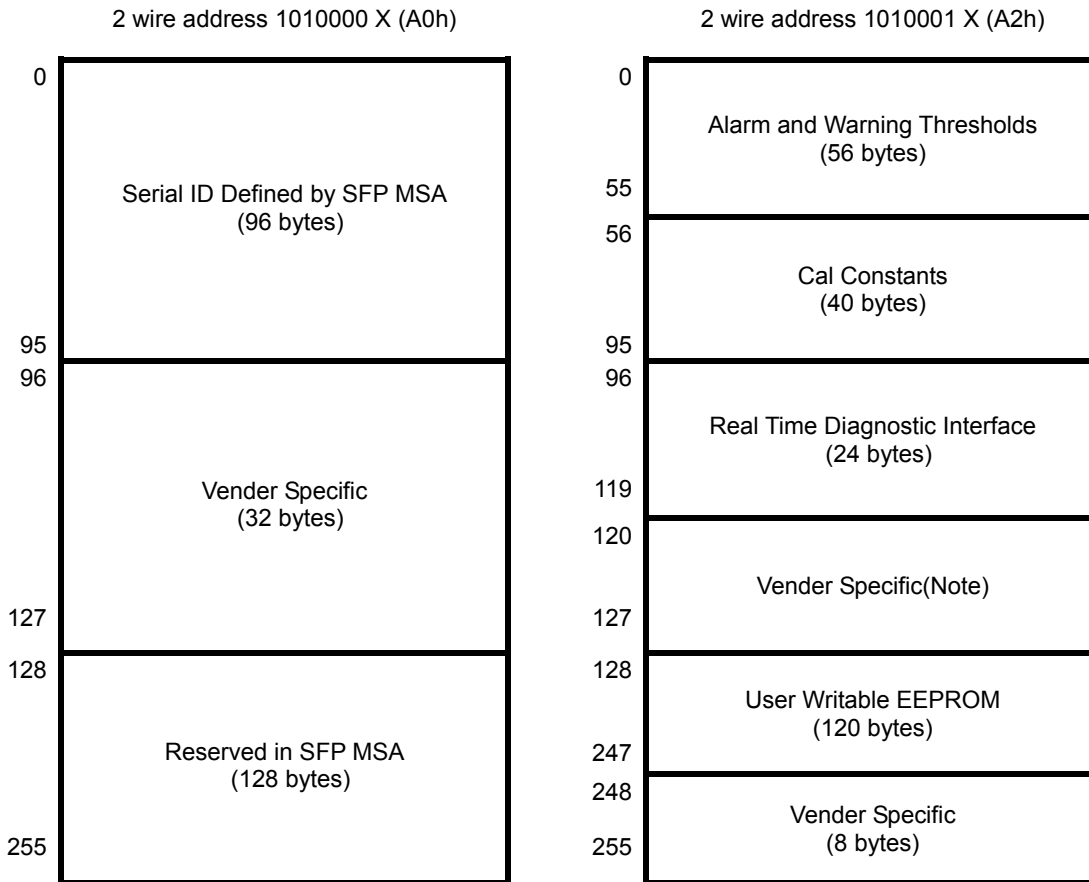 2 wire address 1010000 X (A0h)
0
Serial ID Defined by SFP MSA
(96 bytes)
95
96
Vender Specific
(32 bytes)
127
128
Reserved in SFP MSA
(128 bytes)
255
2 wire address 1010001 X (A2h)
0
Alarm and Warning Thresholds
(56 bytes)
55
56
Cal Constants
(40 bytes)
95
96
Real Time Diagnostic Interface
(24 bytes)
119
120
Vender Specific(Note)
127
128
User Writable EEPROM
(120 bytes)
247
248
Vender Specific
(8 bytes)
255